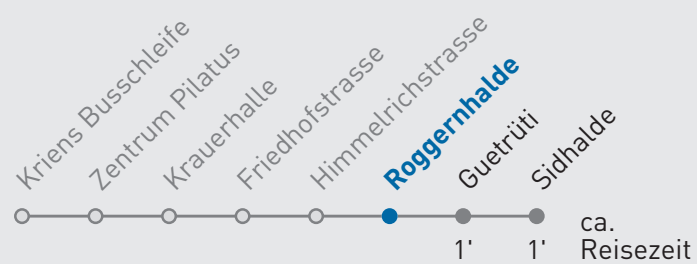 Kriens Busschleife
Zentrum Pilatus
Krauerhalle
Friedhofstrasse
Himmelrichstrasse
Roggernhalde
Guetrüti
Sidhalde
ca.
1' 1' Reisezeit